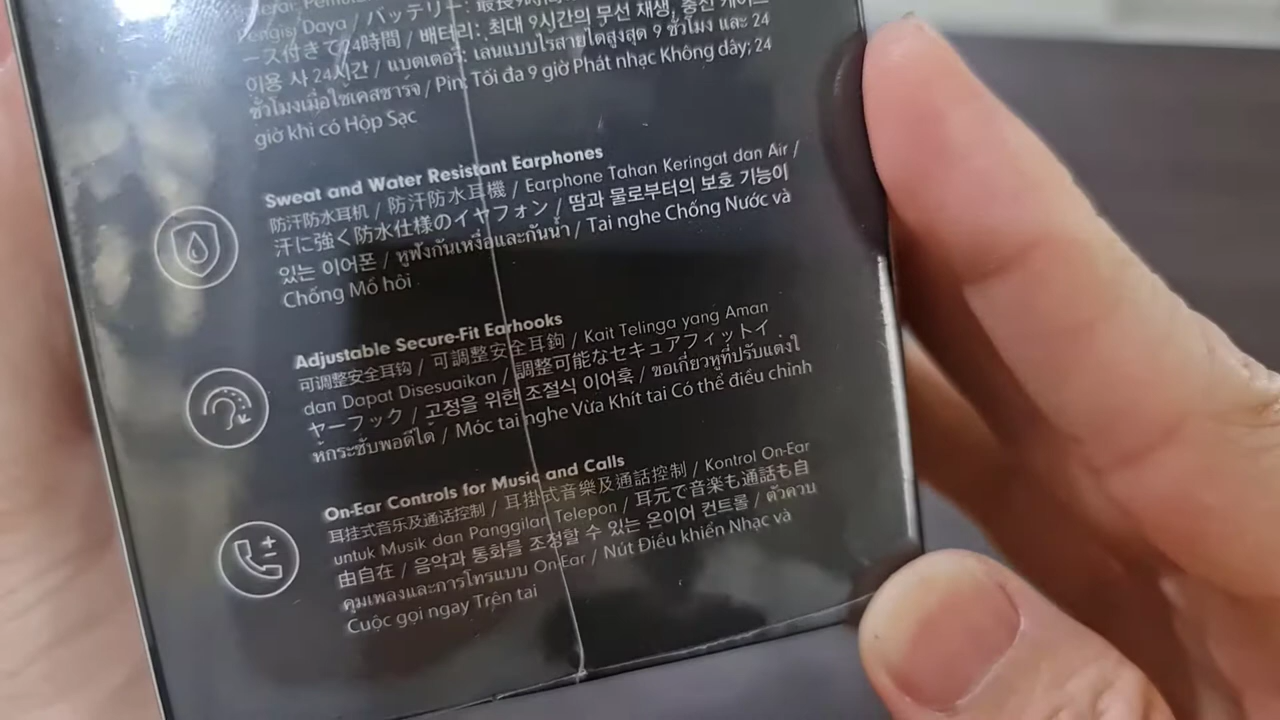 Pengisi Daya / バッテリー: 最長9時間
ース付きで24時間 / 배터리: 최대 9시간의 무선 재생, 충전 케이스
이용 시 24시간 / แบตเตอรี่: เล่นแบบไร้สายได้สูงสุด 9 ชั่วโมง และ 24
ชั่วโมงเมื่อใช้เคสชาร์จ / Pin: Tối đa 9 giờ Phát nhạc Không dây; 24
giờ khi có Hộp Sạc
Sweat and Water Resistant Earphones
防汗防水耳机 / 防汗防水耳機 / Earphone Tahan Keringat dan Air /
汗に強く防水仕様のイヤフォン / 땀과 물로부터의 보호 기능이
있는 이어폰 / หูฟังกันเหงื่อและกันน้ำ / Tai nghe Chống Nước và
Chống Mồ hôi
Adjustable Secure-Fit Earhooks
可调整安全耳钩 / 可調整安全耳鉤 / Kait Telinga yang Aman
dan Dapat Disesuaikan / 調整可能なセキュアフィットイ
ヤーフック / 고정을 위한 조절식 이어훅 / ขอเกี่ยวหูที่ปรับแต่งใ
ห้กระชับพอดีได้ / Móc tai nghe Vừa Khít tai Có thể điều chỉnh
On-Ear Controls for Music and Calls
耳挂式音乐及通话控制 / 耳掛式音樂及通話控制 / Kontrol On-Ear
untuk Musik dan Panggilan Telepon / 耳元で音楽も通話も自
由自在 / 음악과 통화를 조정할 수 있는 온이어 컨트롤 / ตัวควบ
คุมเพลงและการโทรแบบ On-Ear / Nút Điều khiển Nhạc và
Cuộc gọi ngay Trên tai